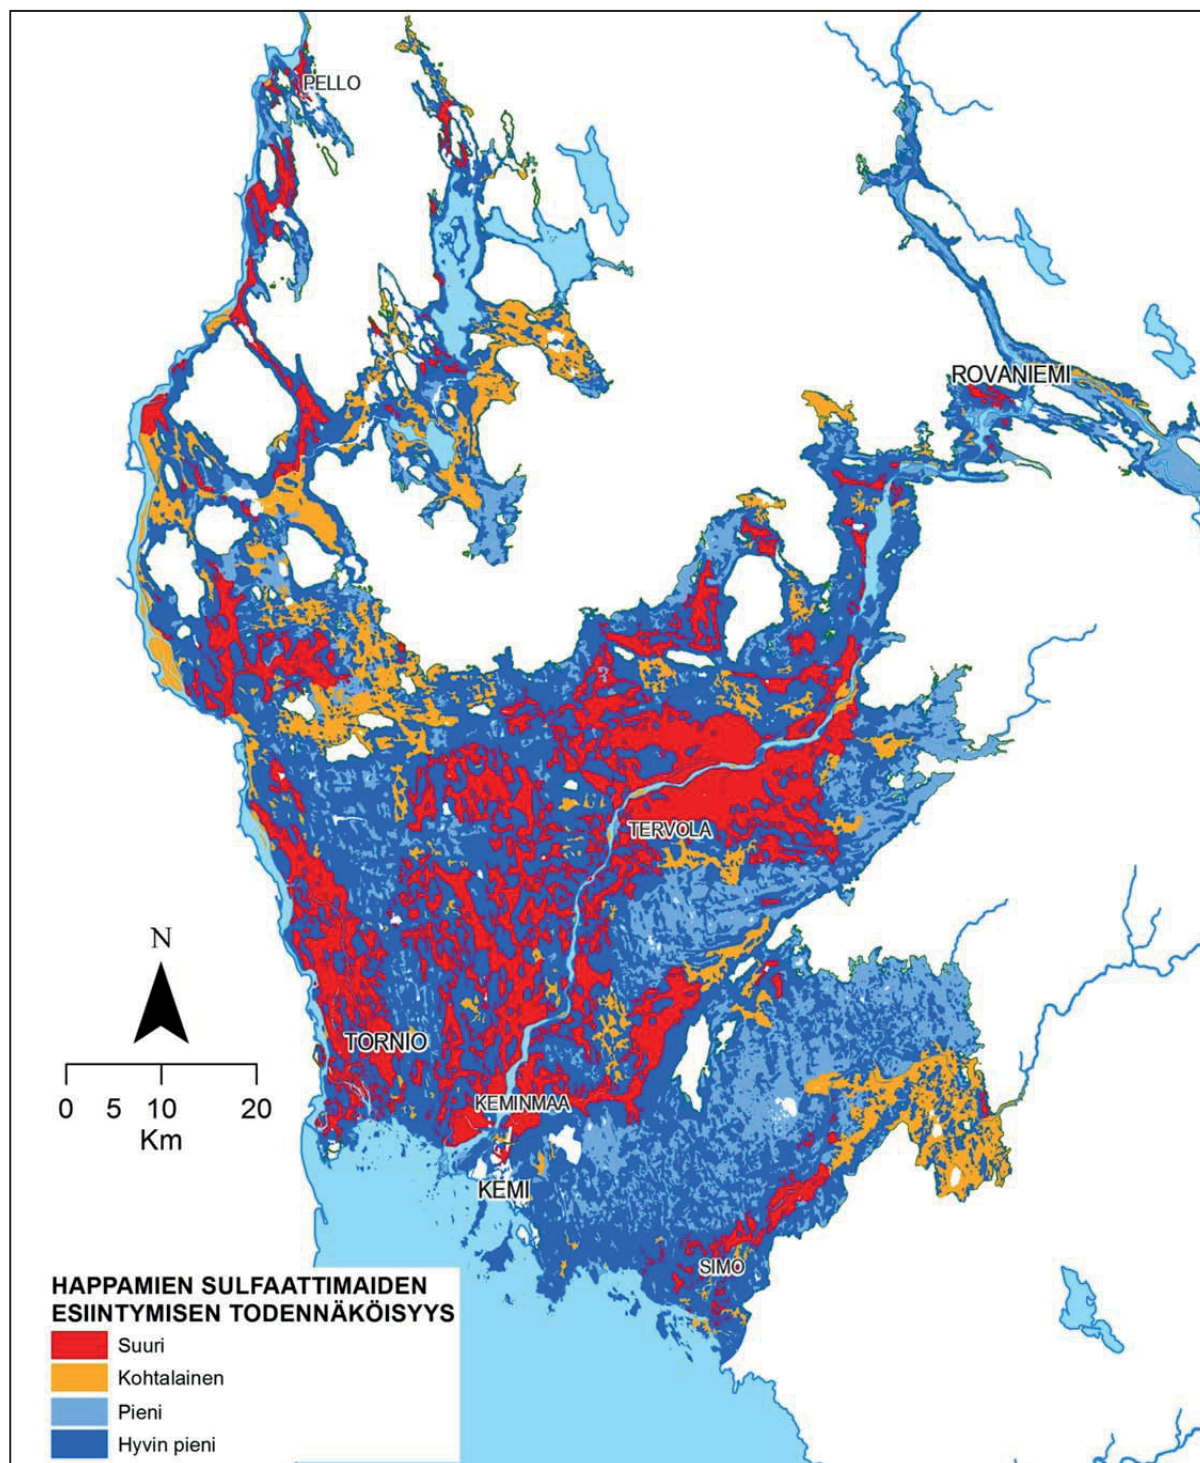 PELLO
ROVANIEMI
TERVOLA
N
TORNIO
0 5 10 20
Km
KEMINMAA
KEMI
SIMO
HAPPAMIEN SULFAATTIMAIDEN
ESIINTYMISEN TODENNÄKÖISYYS
Suuri
Kohtalainen
Pieni
Hyvin pieni